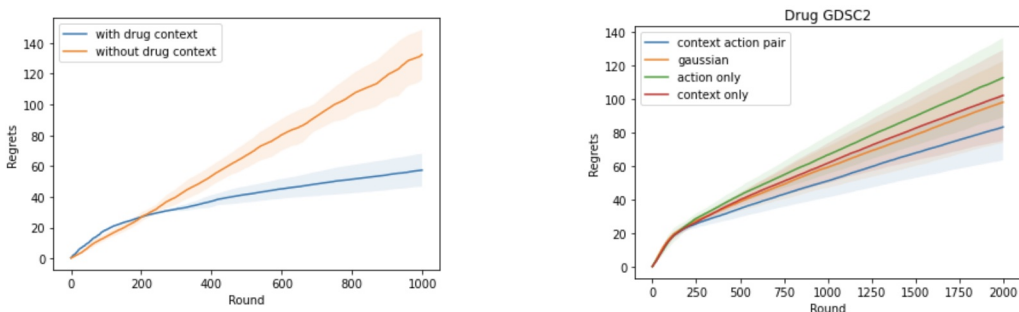 with drug context
without drug context
140
120
100
80
60
40
20
0
Regrets
0 200 400 600 800 1000
Round
Drug GDSC2
context action pair
gaussian
action only
context only
140
120
100
80
60
40
20
0
Regrets
0 250 500 750 1000 1250 1500 1750 2000
Round